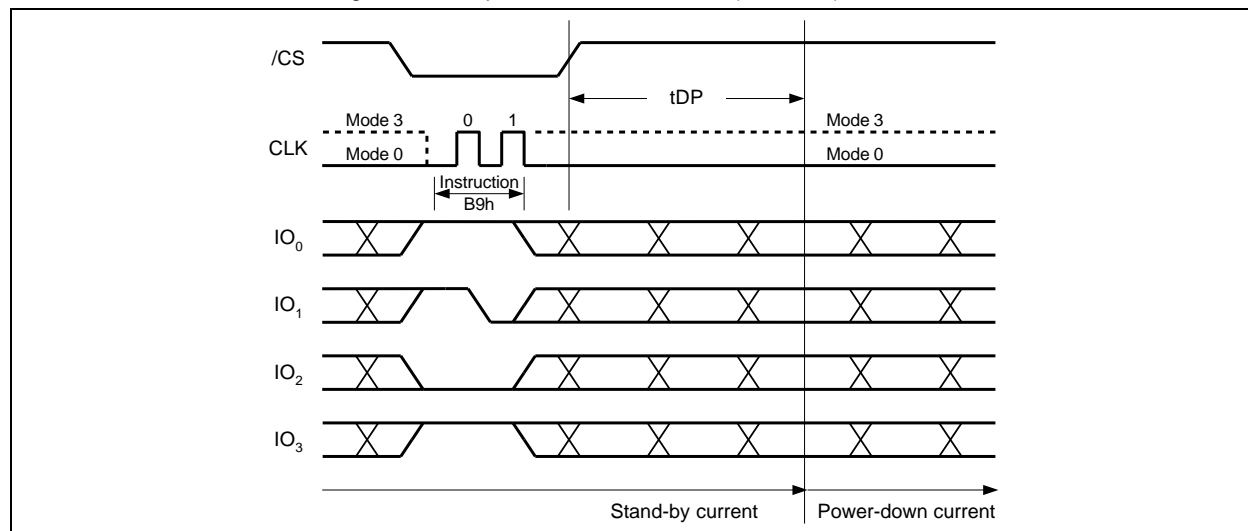 /CS
tDP
Mode 3 0 1 Mode 3
CLK
Mode 0 Mode 0
Instruction
B9h
IO0
IO1
IO2
IO3
Stand-by current Power-down current